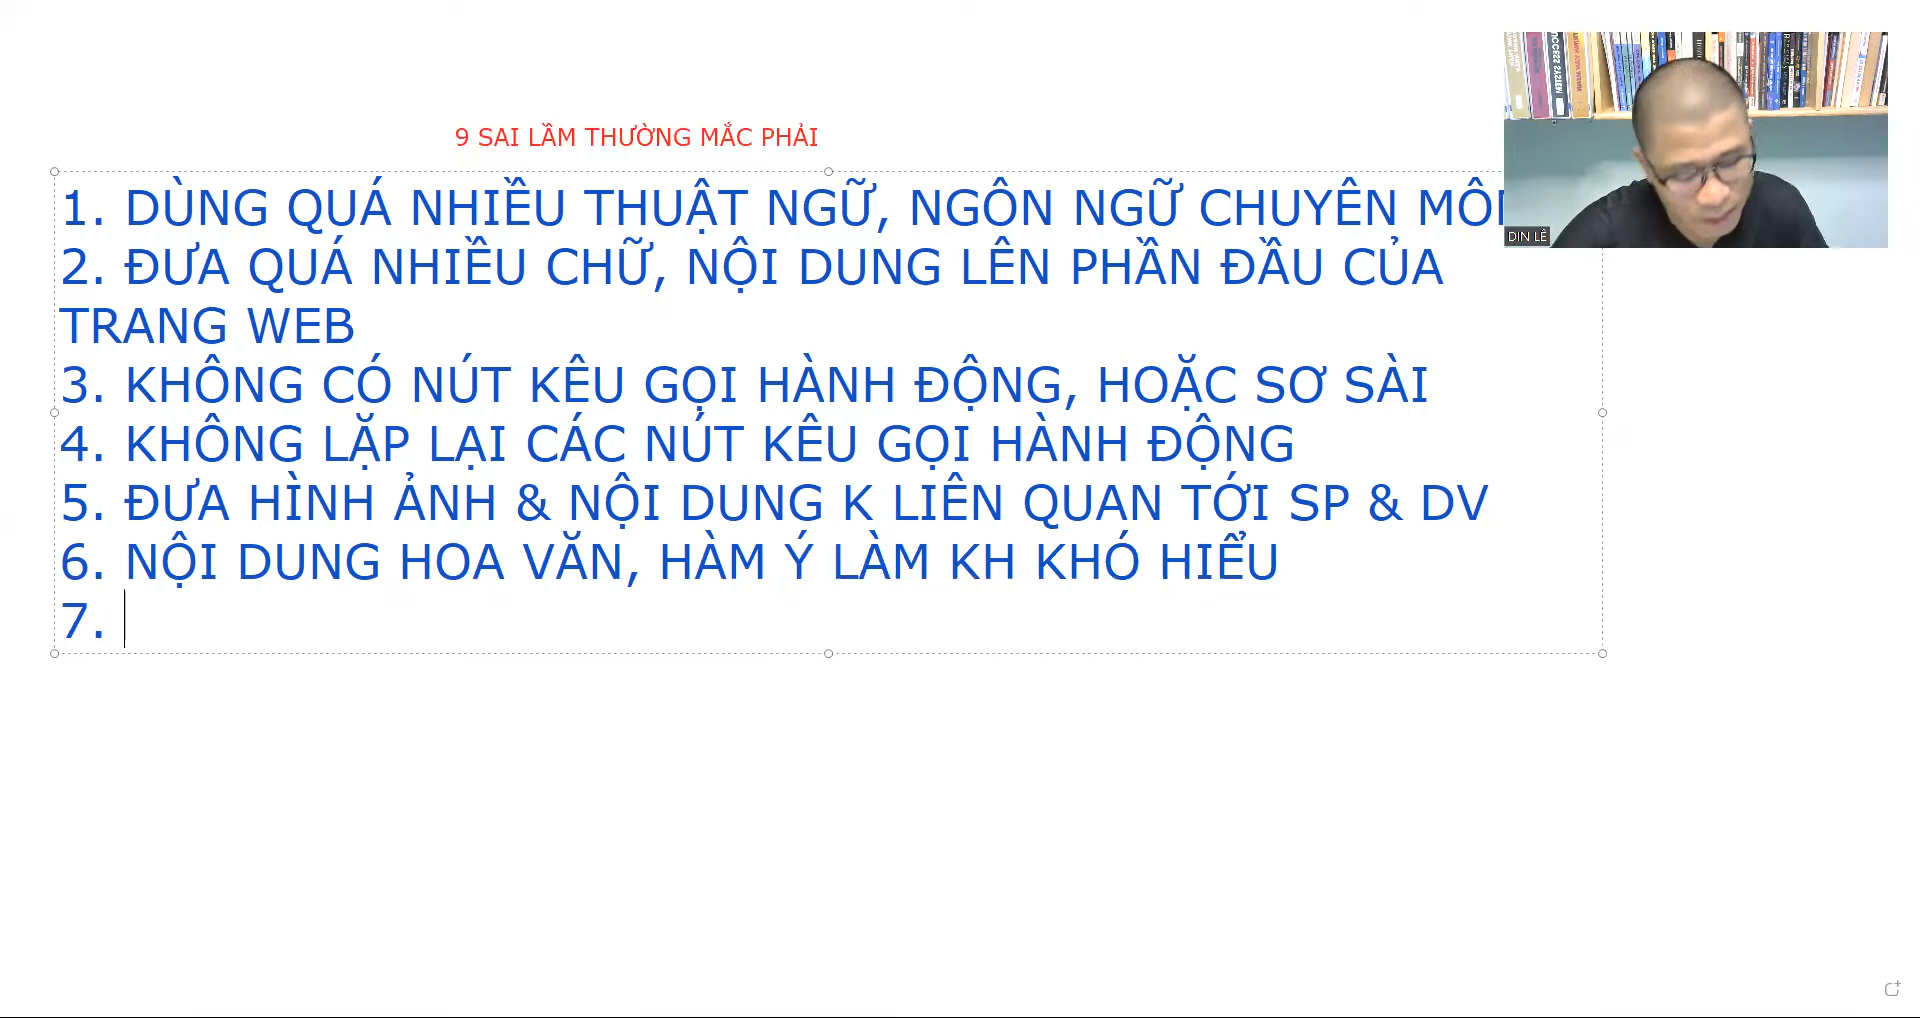 9 SAI LẦM THƯỜNG MẮC PHẢI
1. DÙNG QUÁ NHIỀU THUẬT NGỮ, NGÔN NGỮ CHUYÊN
2. ĐƯA QUÁ NHIỀU CHỮ, NỘI DUNG LÊN PHẦN ĐẦU CỦA
TRANG WEB
3. KHÔNG CÓ NÚT KÊU GỌI HÀNH ĐỘNG, HOẶC SƠ SÀI
4. KHÔNG LẶP LẠI CÁC NÚT KÊU GỌI HÀNH ĐỘNG
5. ĐƯA HÌNH ẢNH & NỘI DUNG K LIÊN QUAN TỚI SP & DV
6. NỘI DUNG HOA VĂN, HÀM Ý LÀM KH KHÓ HIỂU
7.
DIN LÊ